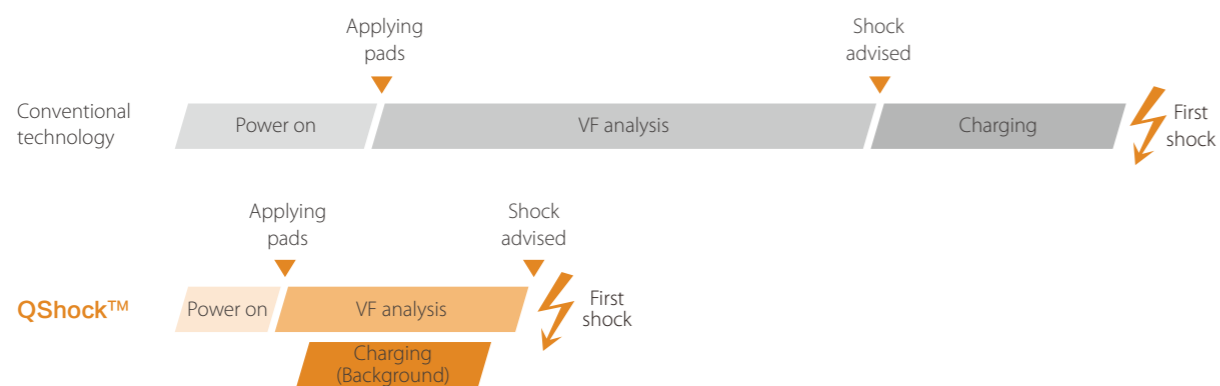 Applying
pads
Shock
advised
Conventional
technology
Power on
VF analysis
Charging
First
shock
Applying
pads
Shock
advised
QShock™
Power on
VF analysis
First
shock
Charging
(Background)